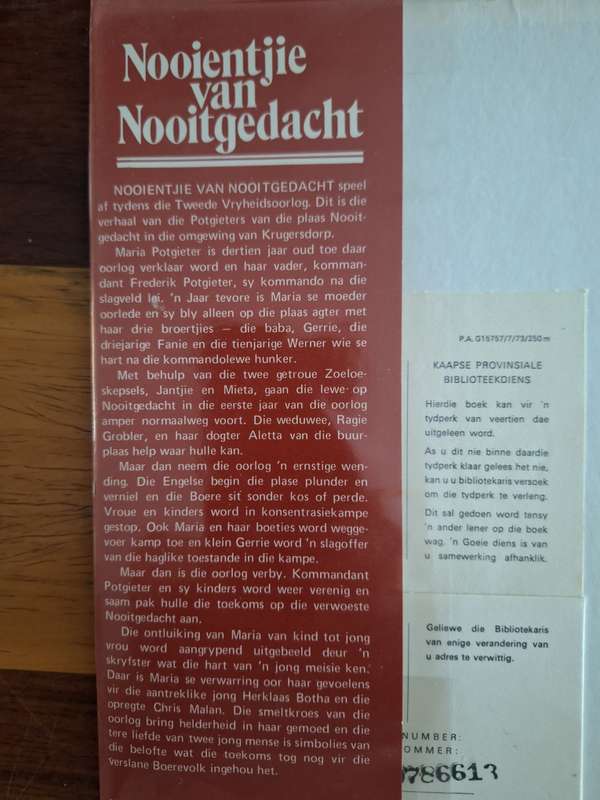 Nooientjie
van
Nooitgedacht
NOOIENTJIE VAN NOOITGEDACHT speel
af tydens die Tweede Vryheidsoorlog. Dit is die
verhaal van die Potgieters van die plaas Nooit-
gedacht in die omgewing van Krugersdorp.
Maria Potgieter is dertien jaar oud toe daar
oorlog verklaar word en haar vader, komman-
dant Frederik Potgieter, sy kommando na die
slagveld lei. 'n Jaar tevore is Maria se moeder
oorlede en sy bly alleen op die plaas agter met
haar drie broertjies — die baba, Gerrie, die
driejarige Fanie en die tienjarige Werner wie se
hart na die kommandolewe hunker.
Met behulp van die twee getroue Zoeloe-
skepsels, Jantjie en Mieta, gaan die lewe op
Nooitgedacht in die eerste jaar van die oorlog
amper normaalweg voort. Die weduwee, Ragie
Grobler, en haar dogter Aletta van die buur-
plaas help waar hulle kan.
Maar dan neem die oorlog 'n ernstige wen-
ding. Die Engelse begin die plase plunder en
verniel en die Boere sit sonder kos of perde.
Vroue en kinders word in konsentrasiekampe
gestop. Ook Maria en haar boeties word wegge-
voer kamp toe en klein Gerrie word 'n slagoffer
van die haglike toestande in die kampe.
Maar dan is die oorlog verby. Kommandant
Potgieter en sy kinders word weer verenig en
saam pak hulle die toekoms op die verwoeste
Nooitgedacht aan.
Die ontluiking van Maria van kind tot jong
vrou word aangrypend uitgebeeld deur 'n
skryfster wat die hart van 'n jong meisie ken.
Daar is Maria se verwarring oor haar gevoelens
vir die aantreklike jong Herklaas Botha en die
opregte Chris Malan. Die smeltkroes van die
oorlog bring helderheid in haar gemoed en die
tere liefde van twee jong mense is simbolies van
die belofte wat die toekoms tog nog vir die
verslane Boerevolk ingehou het.
P.A. G15757/7/73/250m
KAAPSE PROVINSIALE
BIBLIOTEEKDIENS
Hierdie boek kan vir 'n
tydperk van veertien dae
uitgeleen word.
As u dit nie binne daardie
tydperk klaar gelees het nie,
kan u u bibliotekaris versoek
om die tydperk te verleng.
Dit sal gedoen word tensy
'n ander lener op die boek
wag. 'n Goeie diens is van
u samewerking afhanklik.
Geliewe die Bibliotekaris
van enige verandering van
u adres te verwittig.
NUMBER:
OMMER:
0786613